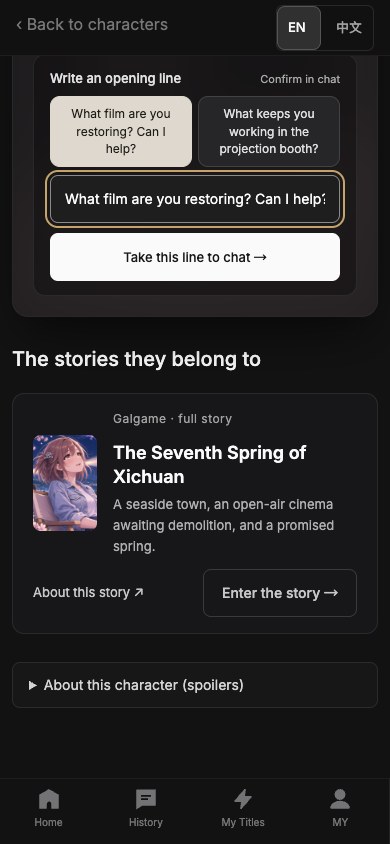 ‹ Back to characters
EN 中文
Write an opening line Confirm in chat
What film are you
restoring? Can I
help?
What keeps you
working in the
projection booth?
What film are you restoring? Can I help?
Take this line to chat →
The stories they belong to
Galgame · full story
The Seventh Spring of
Xichuan
A seaside town, an open-air cinema
awaiting demolition, and a promised
spring.
About this story ↗ Enter the story →
▶ About this character (spoilers)
Home History My Titles MY